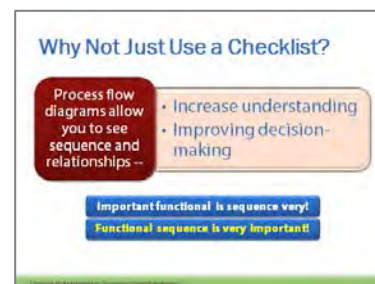 Why Not Just Use a Checklist?
Process flow
diagrams allow
you to see
sequence and
relationships --
• Increase understanding
• Improving decision-
making
Important functional is sequence very!
Functional sequence is very important!